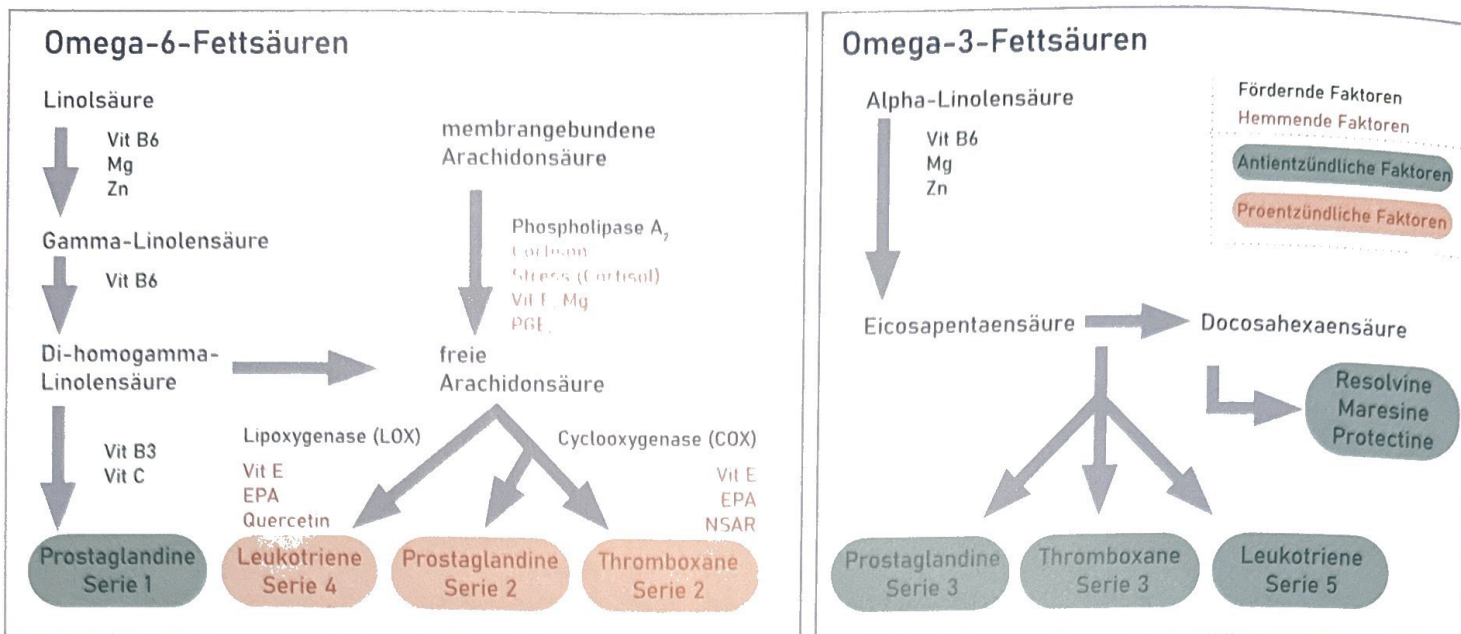 Omega-6-Fettsäuren
Linolsäure
Vit B6
Mg
Zn
Gamma-Linolensäure
Vit B6
Di-homogamma-
Linolensäure
Vit B3
Vit C
Prostaglandine
Serie 1
membrangebundene
Arachidonsäure
Phospholipase A₂
Cortison
Stress (Cortisol)
Vit E, Mg
freie
Arachidonsäure
Lipoxygenase (LOX)
Vit E
EPA
Quercetin
Cyclooxygenase (COX)
Vit E
EPA
NSAR
Leukotriene
Serie 4
Prostaglandine
Serie 2
Thromboxane
Serie 2
Omega-3-Fettsäuren
Alpha-Linolensäure
Vit B6
Mg
Zn
Fördernde Faktoren
Hemmende Faktoren
Antientzündliche Faktoren
Proentzündliche Faktoren
Eicosapentaensäure
Docosahexaensäure
Resolvine
Maresine
Protectine
Prostaglandine
Serie 3
Thromboxane
Serie 3
Leukotriene
Serie 5